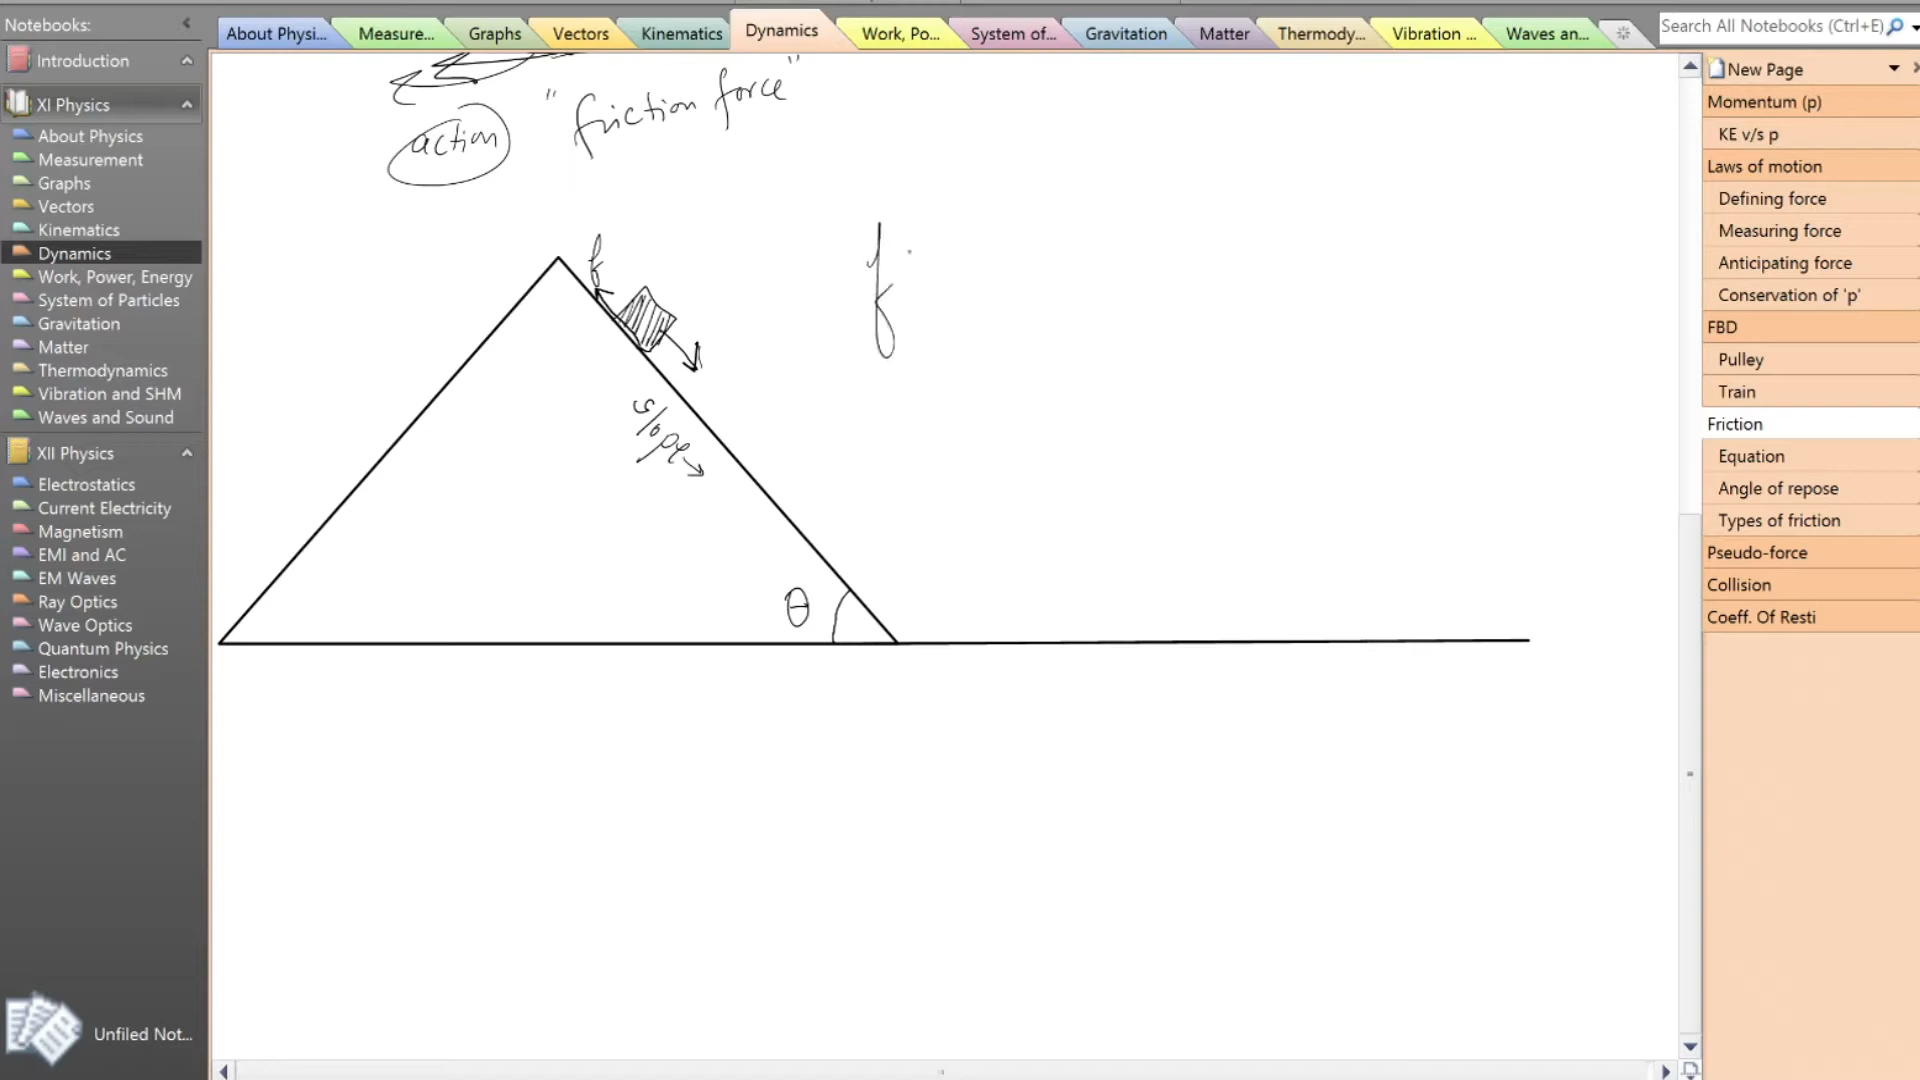 Notebooks:
Introduction
XI Physics
About Physics
Measurement
Graphs
Vectors
Kinematics
Dynamics
Work, Power, Energy
System of Particles
Gravitation
Matter
Thermodynamics
Vibration and SHM
Waves and Sound
XII Physics
Electrostatics
Current Electricity
Magnetism
EMI and AC
EM Waves
Ray Optics
Wave Optics
Quantum Physics
Electronics
Miscellaneous
Unfiled Not...
About Physi... Measure... Graphs Vectors Kinematics Dynamics Work, Po... System of... Gravitation Matter Thermody... Vibration ... Waves an...
Search All Notebooks (Ctrl+E)
"friction force"
action
f
f
slope
θ
New Page
Momentum (p)
KE v/s p
Laws of motion
Defining force
Measuring force
Anticipating force
Conservation of 'p'
FBD
Pulley
Train
Friction
Equation
Angle of repose
Types of friction
Pseudo-force
Collision
Coeff. Of Resti